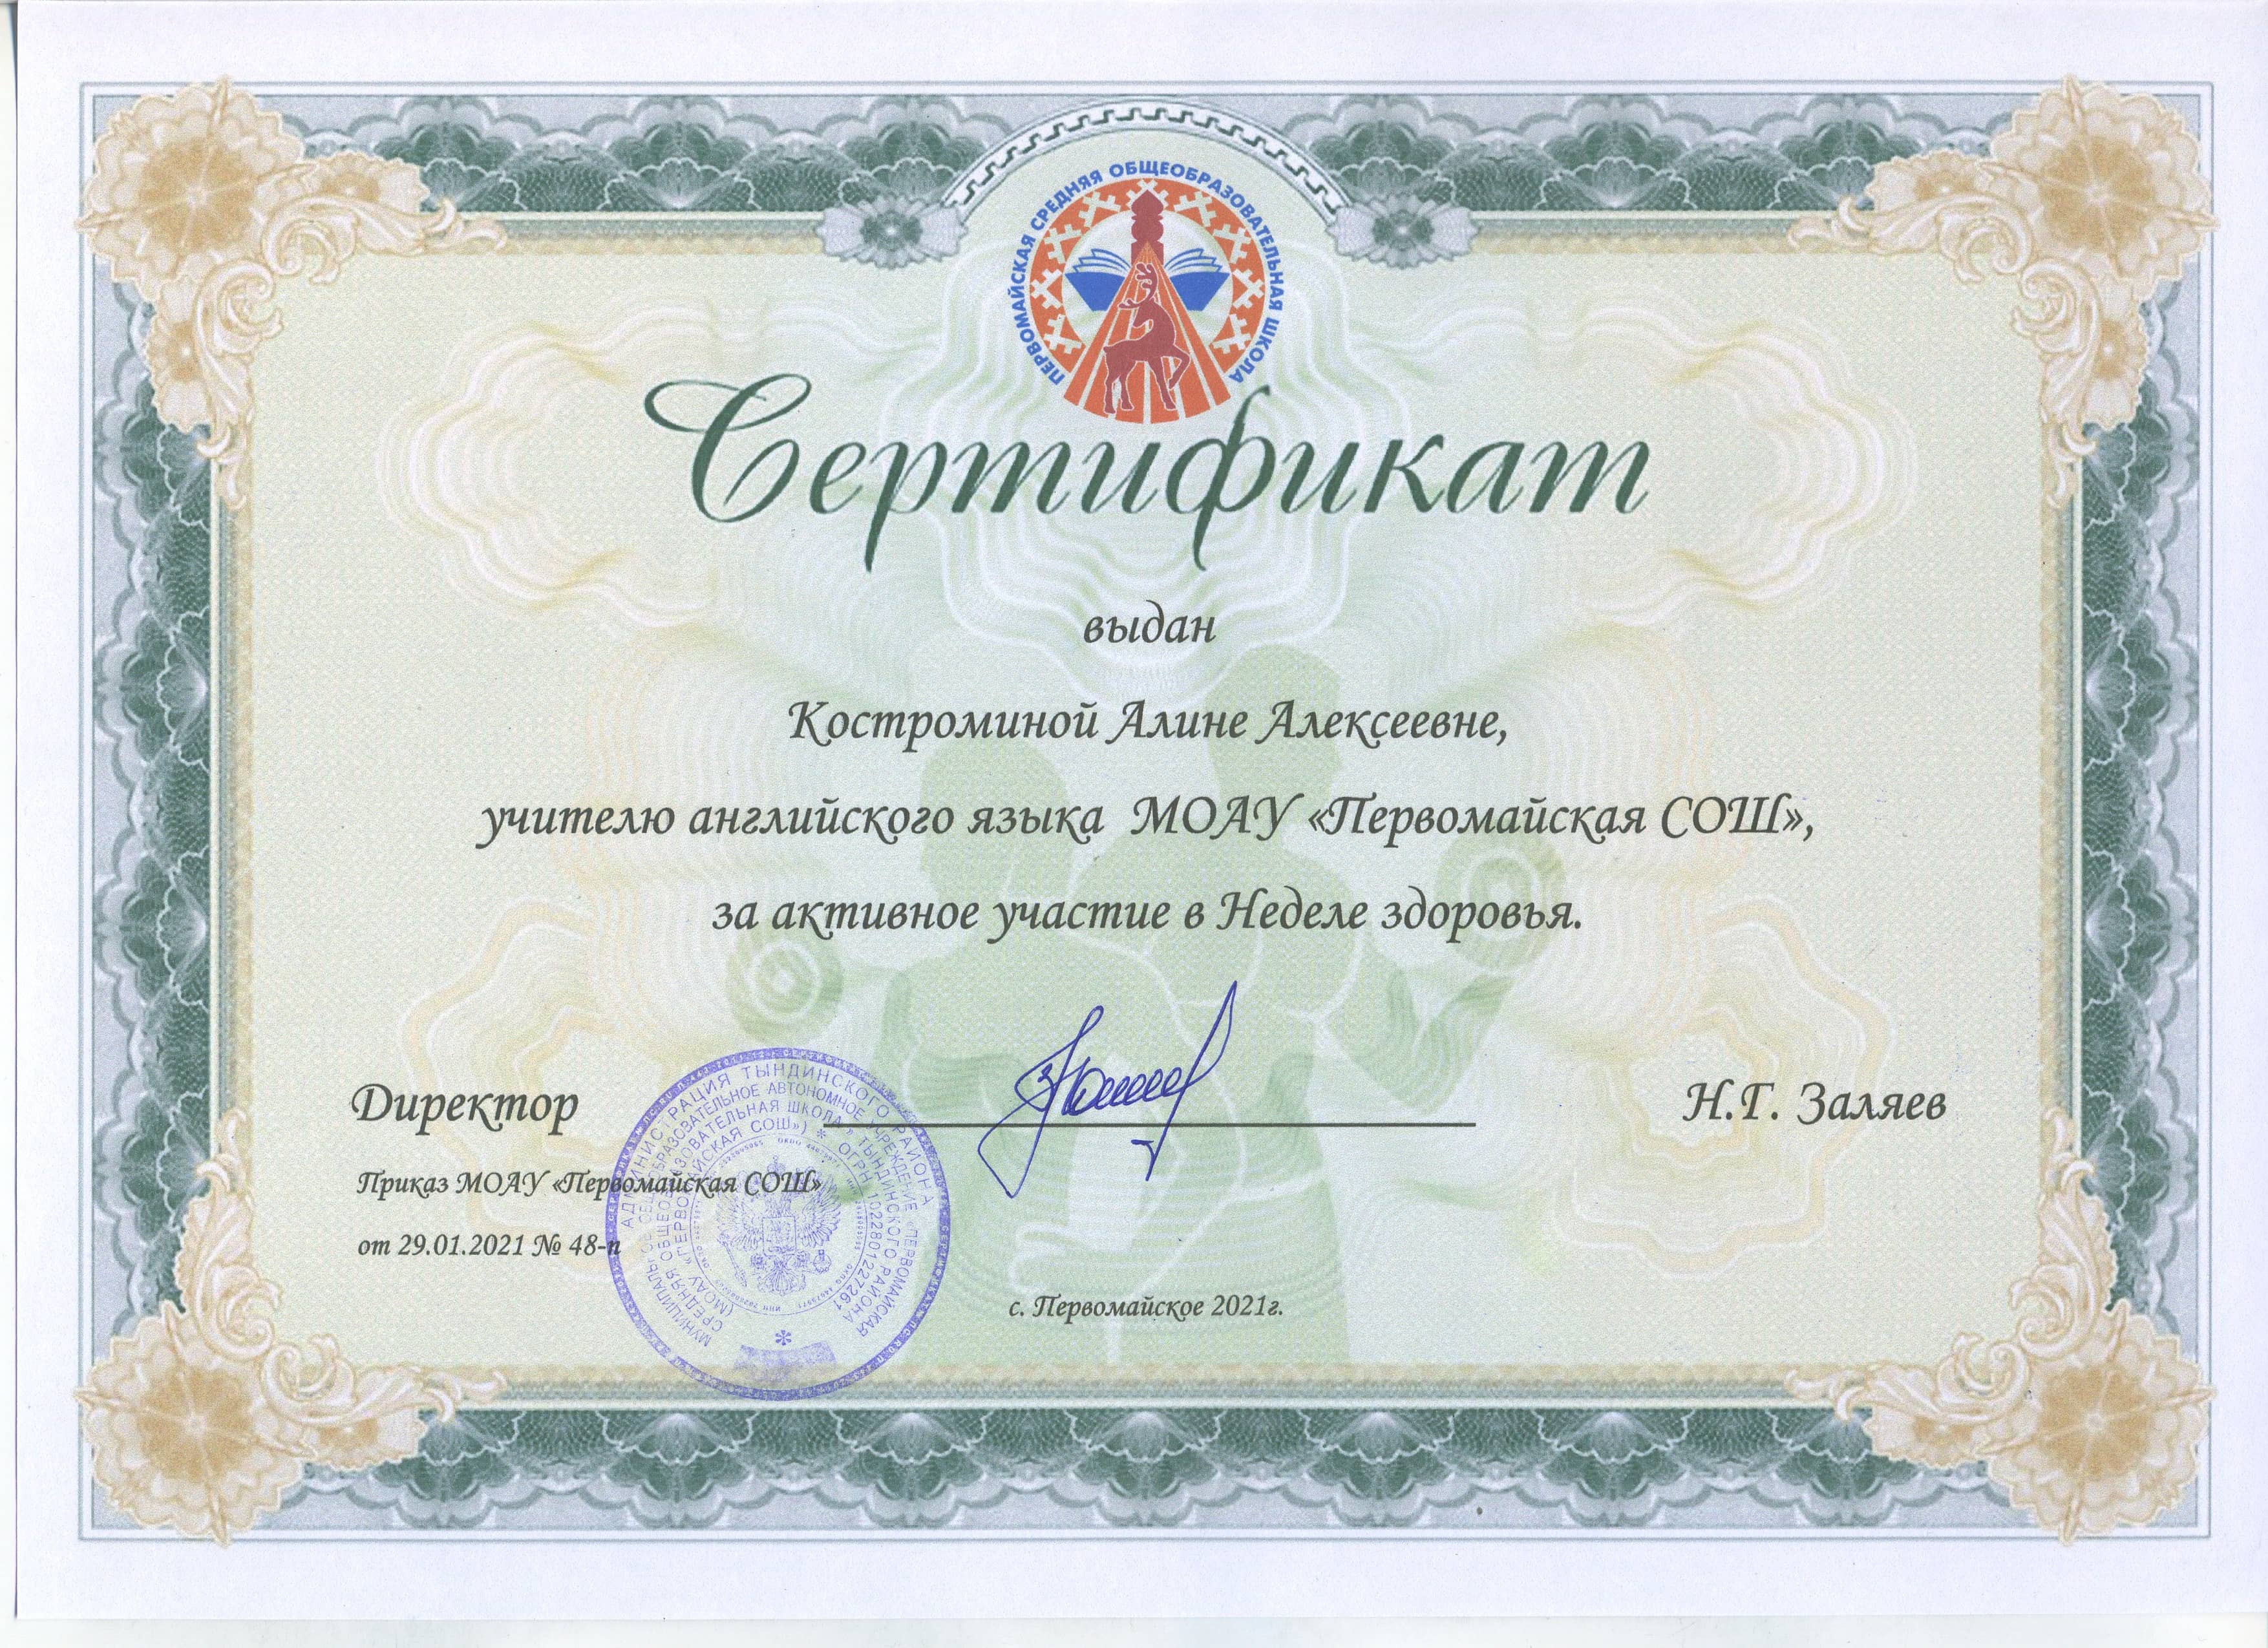 ПЕРВОМАЙСКАЯ СРЕДНЯЯ ОБЩЕОБРАЗОВАТЕЛЬНАЯ ШКОЛА
Сертификат
выдан
Костроминой Алине Алексеевне,
учителю английского языка МОАУ «Первомайская СОШ»,
за активное участие в Неделе здоровья.
Директор
Н.Г. Заляев
Приказ МОАУ «Первомайская СОШ»
от 29.01.2021 № 48-п
с. Первомайское 2021г.
АДМИНИСТРАЦИЯ ТЫНДИНСКОГО РАЙОНА
ОБЩЕОБРАЗОВАТЕЛЬНОЕ АВТОНОМНОЕ УЧРЕЖДЕНИЕ «ПЕРВОМАЙСКАЯ
СРЕДНЯЯ ОБЩЕОБРАЗОВАТЕЛЬНАЯ ШКОЛА» ТЫНДИНСКОГО РАЙОНА
(МОАУ «ПЕРВОМАЙСКАЯ СОШ») * ОГРН 1022801227261